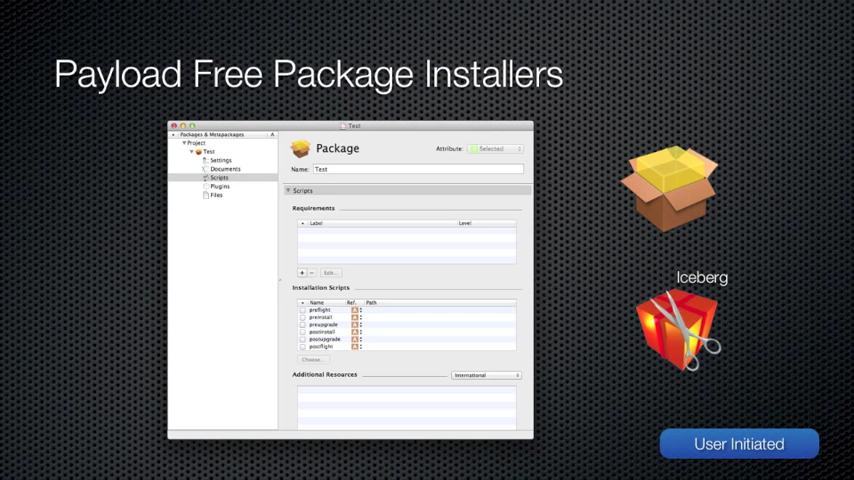 Payload Free Package Installers
Test
Packages & Metapackages A
Project
Test
Settings
Documents
Scripts
Plugins
Files
Package
Attribute: Selected
Name: Test
Scripts
Requirements
Label Level
+ - Edit...
Installation Scripts
Name Ref. Path
preflight A
preinstall A
preupgrade A
postinstall A
postupgrade A
postflight A
Choose...
Additional Resources International
Iceberg
User Initiated